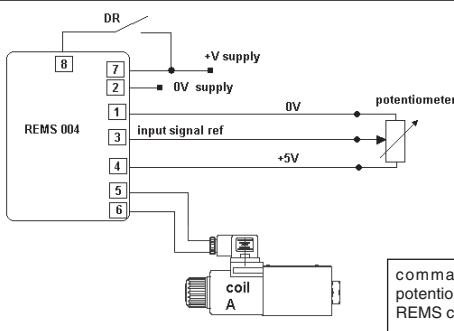 DR
8
+V supply
7
2
0V supply
1
0V
potentiometer
REMS 004
3
input signal ref
4
+5V
5
6
coil
A
comma
potentio
REMS c